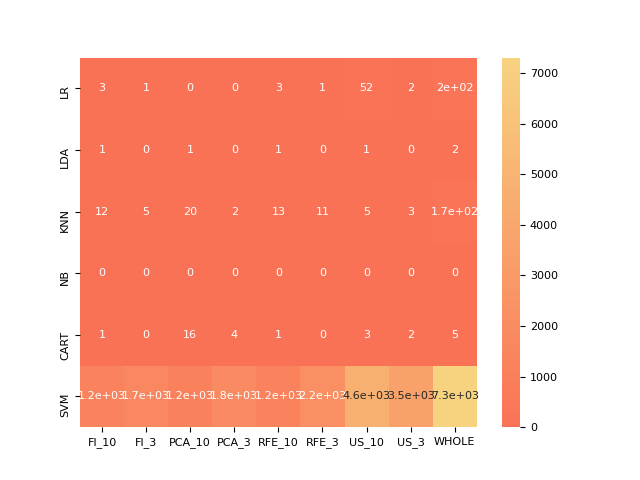 LR 3 1 0 0 3 1 52 2 2e+02
LDA 1 0 1 0 1 0 1 0 2
KNN 12 5 20 2 13 11 5 3 1.7e+02
NB 0 0 0 0 0 0 0 0 0
CART 1 0 16 4 1 0 3 2 5
SVM 1.2e+03 1.7e+03 1.2e+03 1.8e+03 1.2e+03 2.2e+03 4.6e+03 3.5e+03 7.3e+03
FI_10 FI_3 PCA_10 PCA_3 RFE_10 RFE_3 US_10 US_3 WHOLE
7000
6000
5000
4000
3000
2000
1000
0